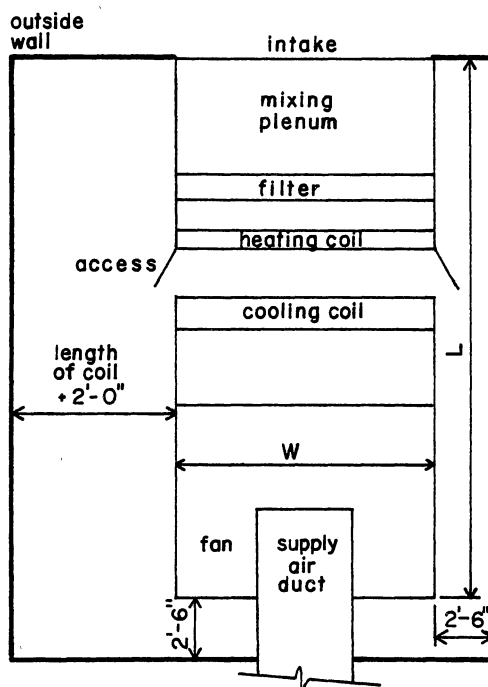 outside
wall
intake
mixing
plenum
filter
heating coil
access
cooling coil
length
of coil
+ 2'-0"
L
W
fan
supply
air
duct
2'-6"
2'-6"